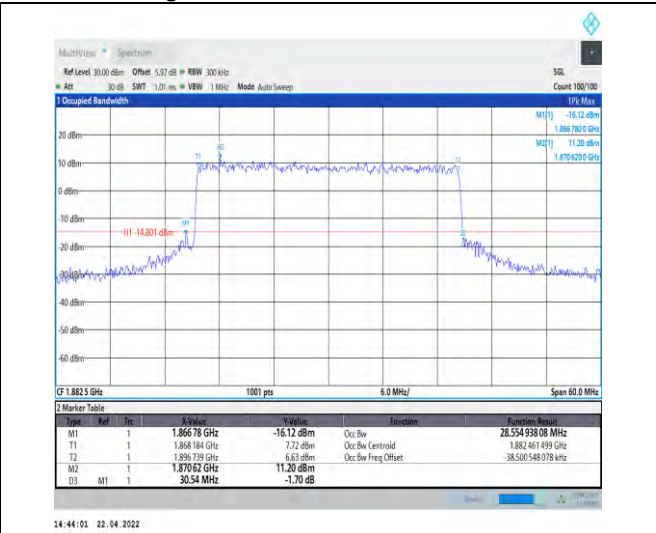 MultiView Spectrum
Ref Level 30.00 dBm Offset 5.97 dB RBW 300 kHz SGL
Att 30 dB SWT 1.01 ms VBW 1 MHz Mode Auto Sweep Count 100/100
1 Occupied Bandwidth 1Pk Max
M1[1] -16.12 dBm
1.866 780 0 GHz
M2[1] 11.20 dBm
1.870 620 0 GHz
20 dBm
10 dBm
0 dBm
-10 dBm
H1 -14.801 dBm
-20 dBm
-30 dBm
-40 dBm
-50 dBm
-60 dBm
T1 M2 T2
M1
CF 1.882 5 GHz 1001 pts 6.0 MHz/ Span 60.0 MHz
2 Marker Table
Type Ref Trc X-Value Y-Value Function Function Result
M1 1 1.866 78 GHz -16.12 dBm Occ Bw 28.554 938 08 MHz
T1 1 1.868 184 GHz 7.72 dBm Occ Bw Centroid 1.882 461 499 GHz
T2 1 1.896 739 GHz 6.63 dBm Occ Bw Freq Offset -38.500 548 078 kHz
M2 1 1.870 62 GHz 11.20 dBm
D3 M1 1 30.54 MHz -1.70 dB
14:44:01 22.04.2022